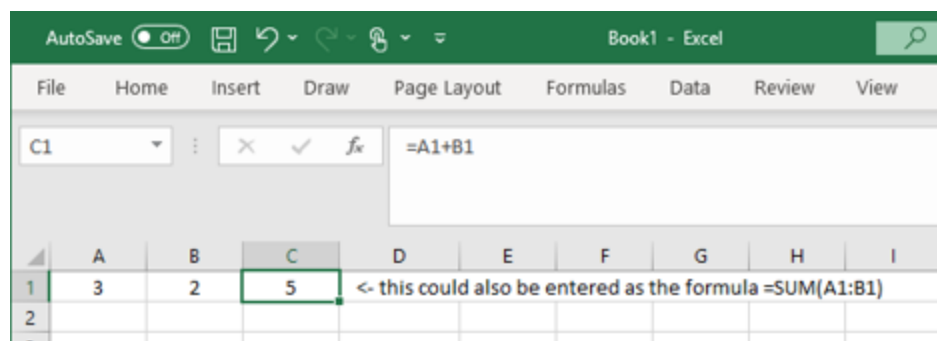 AutoSave Off Book1 - Excel
File Home Insert Draw Page Layout Formulas Data Review View
C1 fx =A1+B1
A B C D E F G H I
1 3 2 5 <- this could also be entered as the formula =SUM(A1:B1)
2